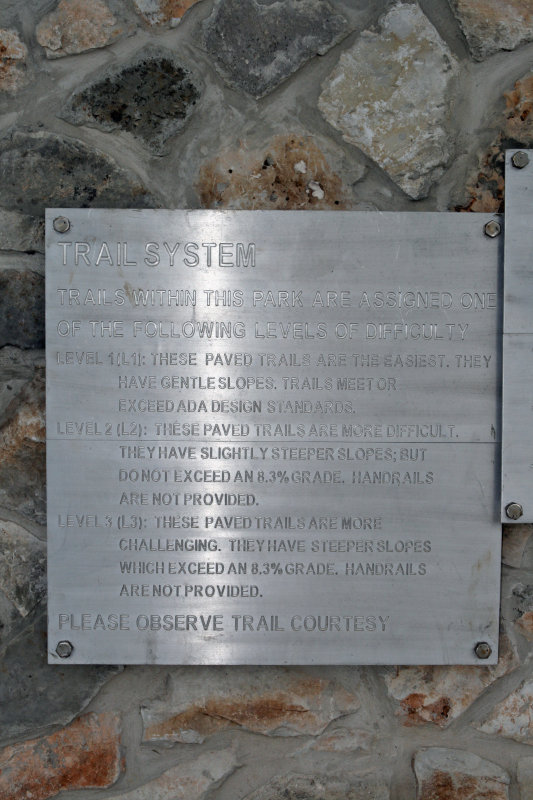 TRAIL SYSTEM
TRAILS WITHIN THIS PARK ARE ASSIGNED ONE
OF THE FOLLOWING LEVELS OF DIFFICULTY
LEVEL 1 (L1): THESE PAVED TRAILS ARE THE EASIEST. THEY
HAVE GENTLE SLOPES. TRAILS MEET OR
EXCEED ADA DESIGN STANDARDS.
LEVEL 2 (L2): THESE PAVED TRAILS ARE MORE DIFFICULT.
THEY HAVE SLIGHTLY STEEPER SLOPES; BUT
DO NOT EXCEED AN 8.3% GRADE. HANDRAILS
ARE NOT PROVIDED.
LEVEL 3 (L3): THESE PAVED TRAILS ARE MORE
CHALLENGING. THEY HAVE STEEPER SLOPES
WHICH EXCEED AN 8.3% GRADE. HANDRAILS
ARE NOT PROVIDED.
PLEASE OBSERVE TRAIL COURTESY